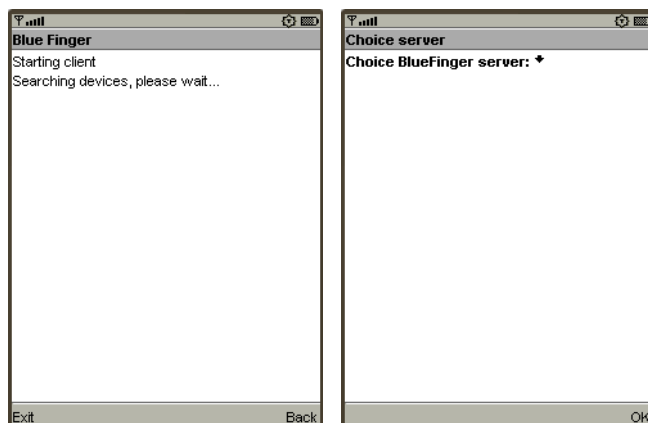 Blue Finger
Starting client
Searching devices, please wait...
Exit Back
Choice server
Choice BlueFinger server:
OK